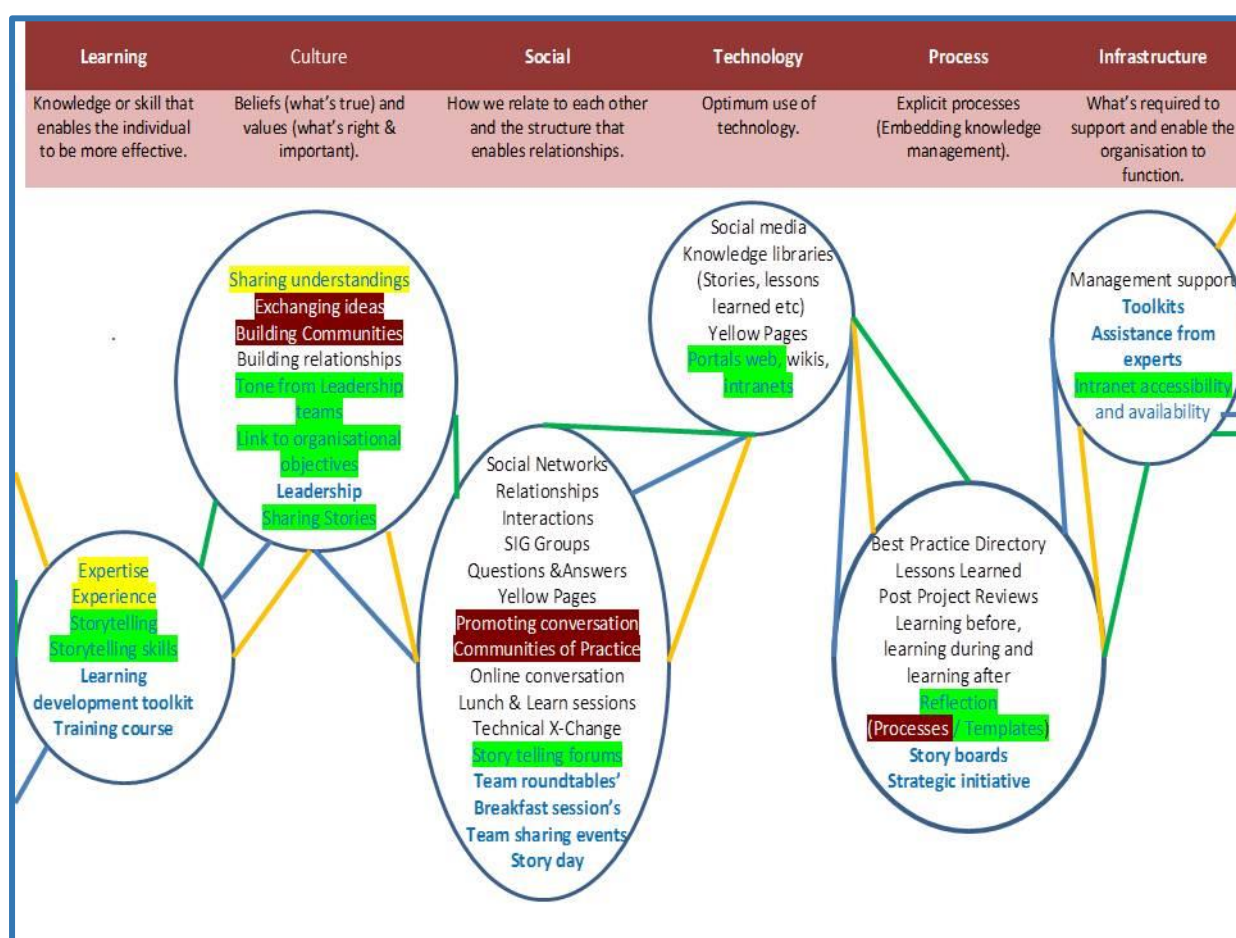 Learning
Knowledge or skill that
enables the individual
to be more effective.
Culture
Beliefs (what's true) and
values (what's right &
important).
Social
How we relate to each other
and the structure that
enables relationships.
Technology
Optimum use of
technology.
Process
Explicit processes
(Embedding knowledge
management).
Infrastructure
What's required to
support and enable the
organisation to
function.
Expertise
Experience
Storytelling
Storytelling skills
Learning
development toolkit
Training course
Sharing understandings
Exchanging ideas
Building Communities
Building relationships
Tone from Leadership
teams
Link to organisational
objectives
Leadership
Sharing Stories
Social Networks
Relationships
Interactions
SIG Groups
Questions &Answers
Yellow Pages
Promoting conversation
Communities of Practice
Online conversation
Lunch & Learn sessions
Technical X-Change
Story telling forums
Team roundtables'
Breakfast session's
Team sharing events
Story day
Social media
Knowledge libraries
(Stories, lessons
learned etc)
Yellow Pages
Portals web, wikis,
intranets
Best Practice Directory
Lessons Learned
Post Project Reviews
Learning before,
learning during and
learning after
Reflection
(Processes / Templates)
Story boards
Strategic initiative
Management support
Toolkits
Assistance from
experts
Intranet accessibility
and availability